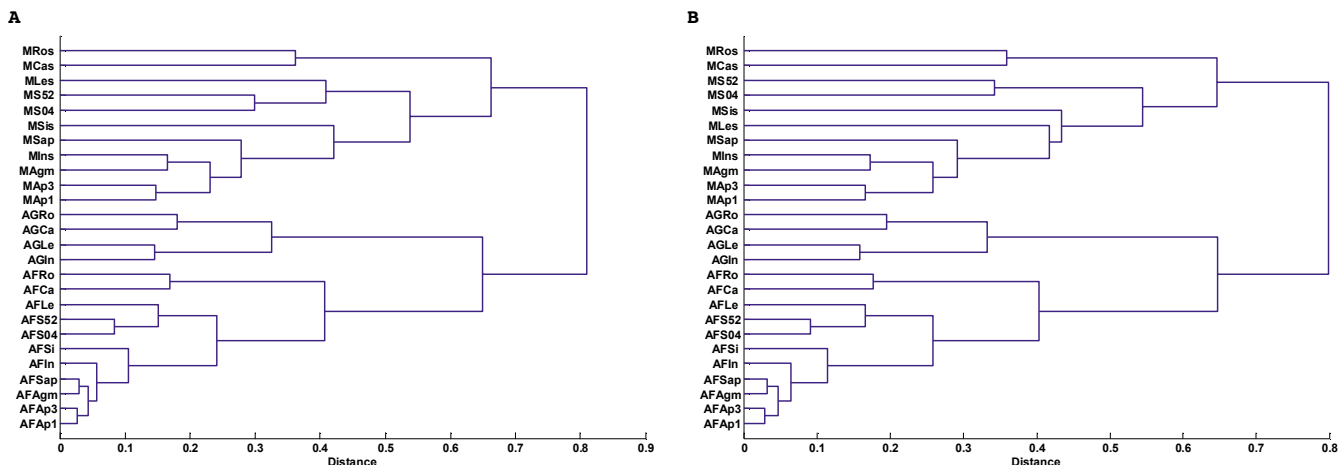 A
MRos
MCas
MLes
MS52
MS04
MSis
MSap
MIns
MAgm
MAp3
MAp1
AGRo
AGCa
AGLe
AGIn
AFRo
AFCa
AFLe
AFS52
AFS04
AFSi
AFIn
AFSap
AFAgm
AFAp3
AFAp1
0 0.1 0.2 0.3 0.4 0.5 0.6 0.7 0.8 0.9
Distance
B
MRos
MCas
MS52
MS04
MSis
MLes
MSap
MIns
MAgm
MAp3
MAp1
AGRo
AGCa
AGLe
AGIn
AFRo
AFCa
AFLe
AFS52
AFS04
AFSi
AFIn
AFSap
AFAgm
AFAp3
AFAp1
0 0.1 0.2 0.3 0.4 0.5 0.6 0.7 0.8
Distance